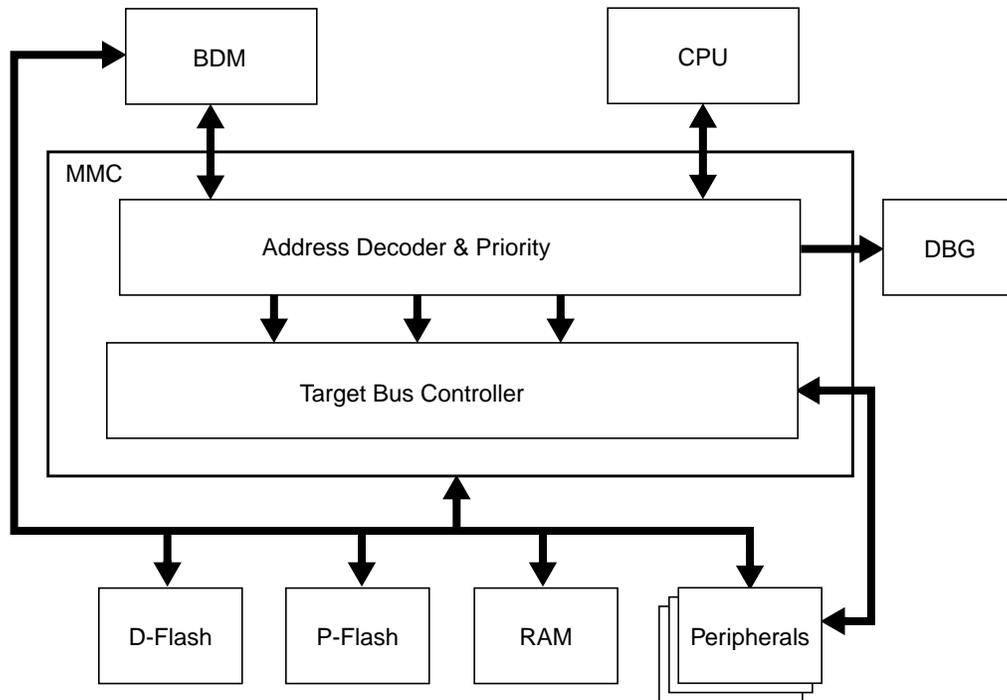 BDM
CPU
MMC
Address Decoder & Priority
DBG
Target Bus Controller
D-Flash
P-Flash
RAM
Peripherals